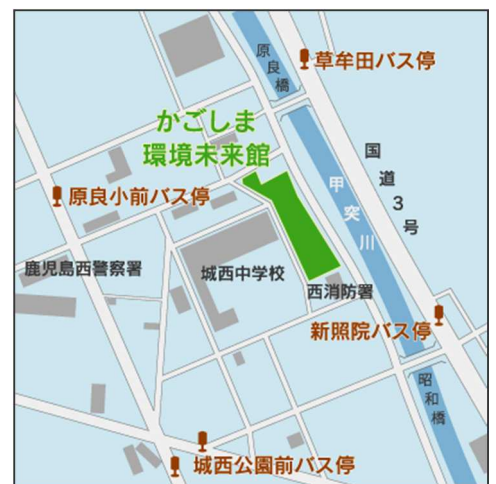 原良橋
草牟田バス停
かごしま
環境未来館
国道3号
甲突川
原良小前バス停
鹿児島西警察署
城西中学校
西消防署
新照院バス停
昭和橋
城西公園前バス停